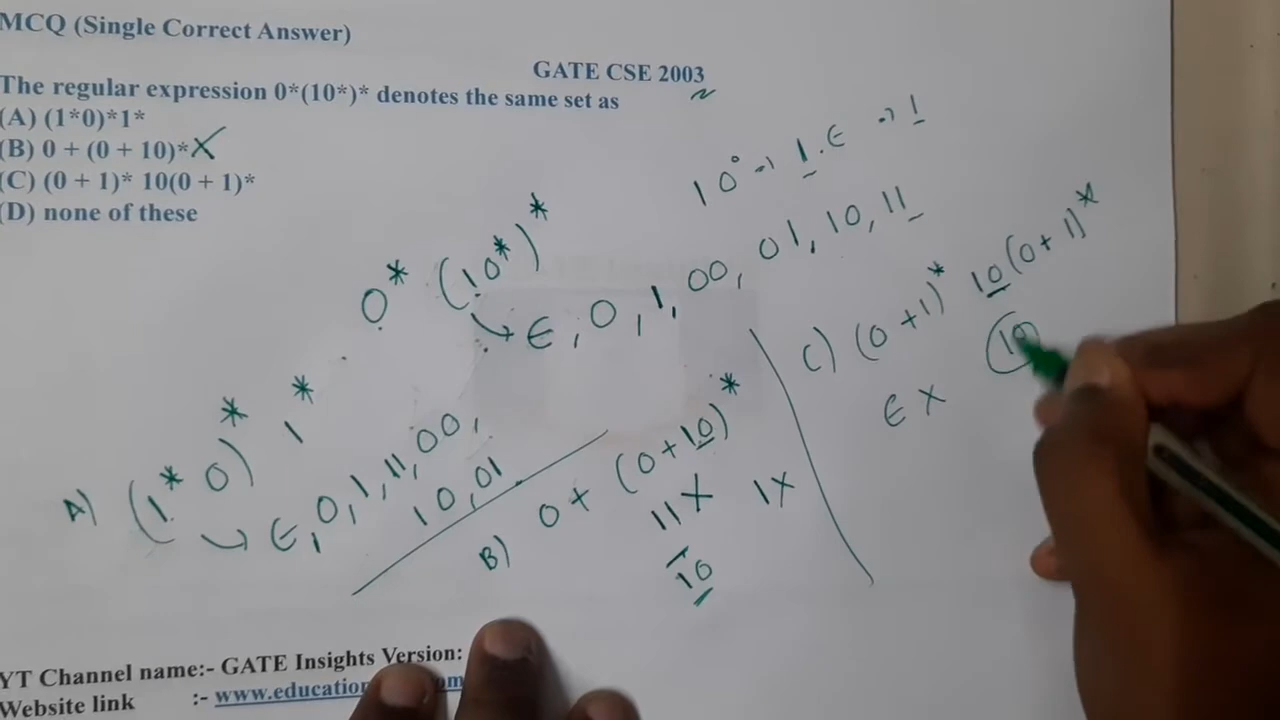 MCQ (Single Correct Answer)
GATE CSE 2003
The regular expression 0*(10*)* denotes the same set as
(A) (1*0)*1*
(B) 0 + (0 + 10)* X
(C) (0 + 1)* 10(0 + 1)*
(D) none of these
10° → 1.ϵ → 1
0* (10*)*
ϵ, 0, 1, 00, 01, 10, 11
A) (1* 0)* 1*
ϵ, 0, 1, 11, 00,
10, 01
B) 0 + (0 + 10)*
11 X 1 X
10
C) (0 + 1)* 10 (0 + 1)*
ϵ X 10
YT Channel name:- GATE Insights Version:
Website link :- www.education